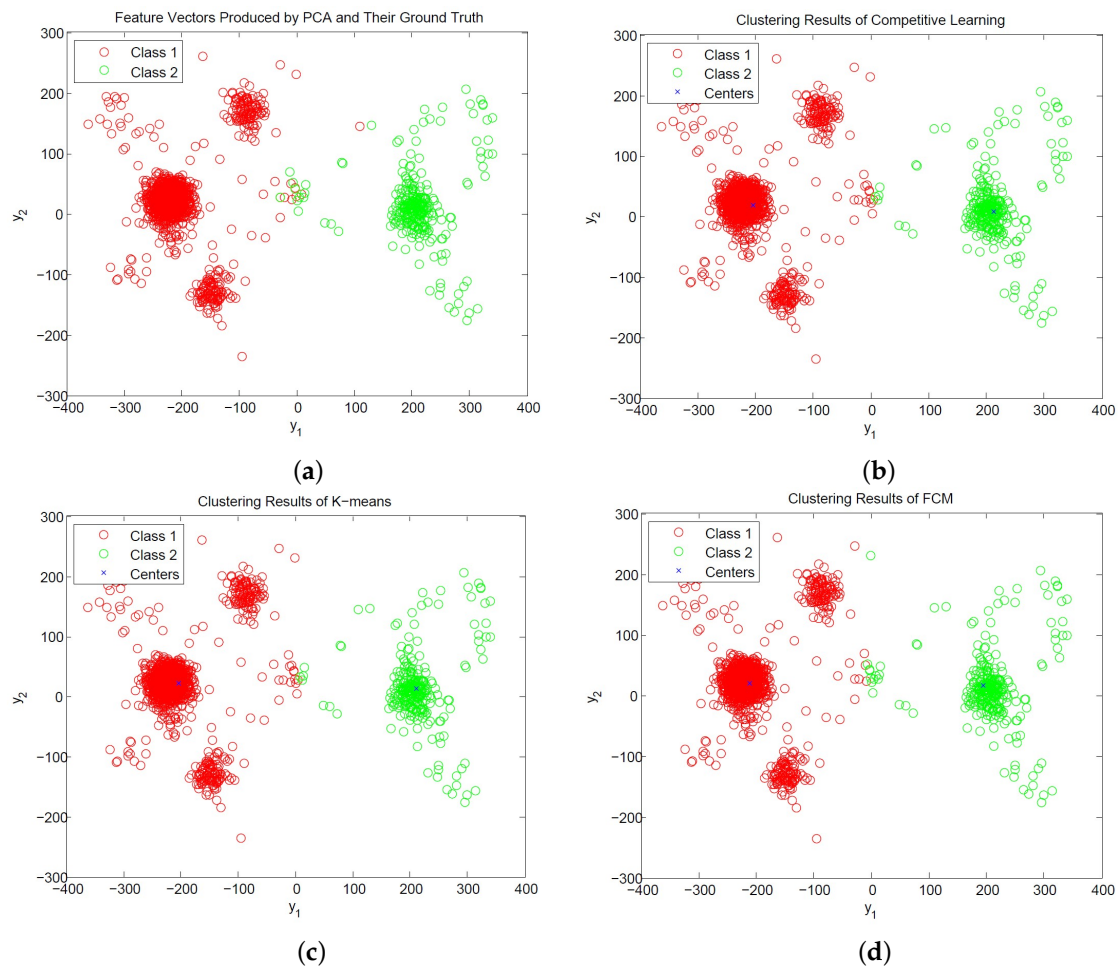 Feature Vectors Produced by PCA and Their Ground Truth
300
200
100
0
−100
−200
−300
y2
Class 1
Class 2
−400 −300 −200 −100 0 100 200 300 400
y1
(a)
Clustering Results of Competitive Learning
300
200
100
0
−100
−200
−300
y2
Class 1
Class 2
Centers
−400 −300 −200 −100 0 100 200 300 400
y1
(b)
Clustering Results of K−means
300
200
100
0
−100
−200
−300
y2
Class 1
Class 2
Centers
−400 −300 −200 −100 0 100 200 300 400
y1
(c)
Clustering Results of FCM
300
200
100
0
−100
−200
−300
y2
Class 1
Class 2
Centers
−400 −300 −200 −100 0 100 200 300 400
y1
(d)